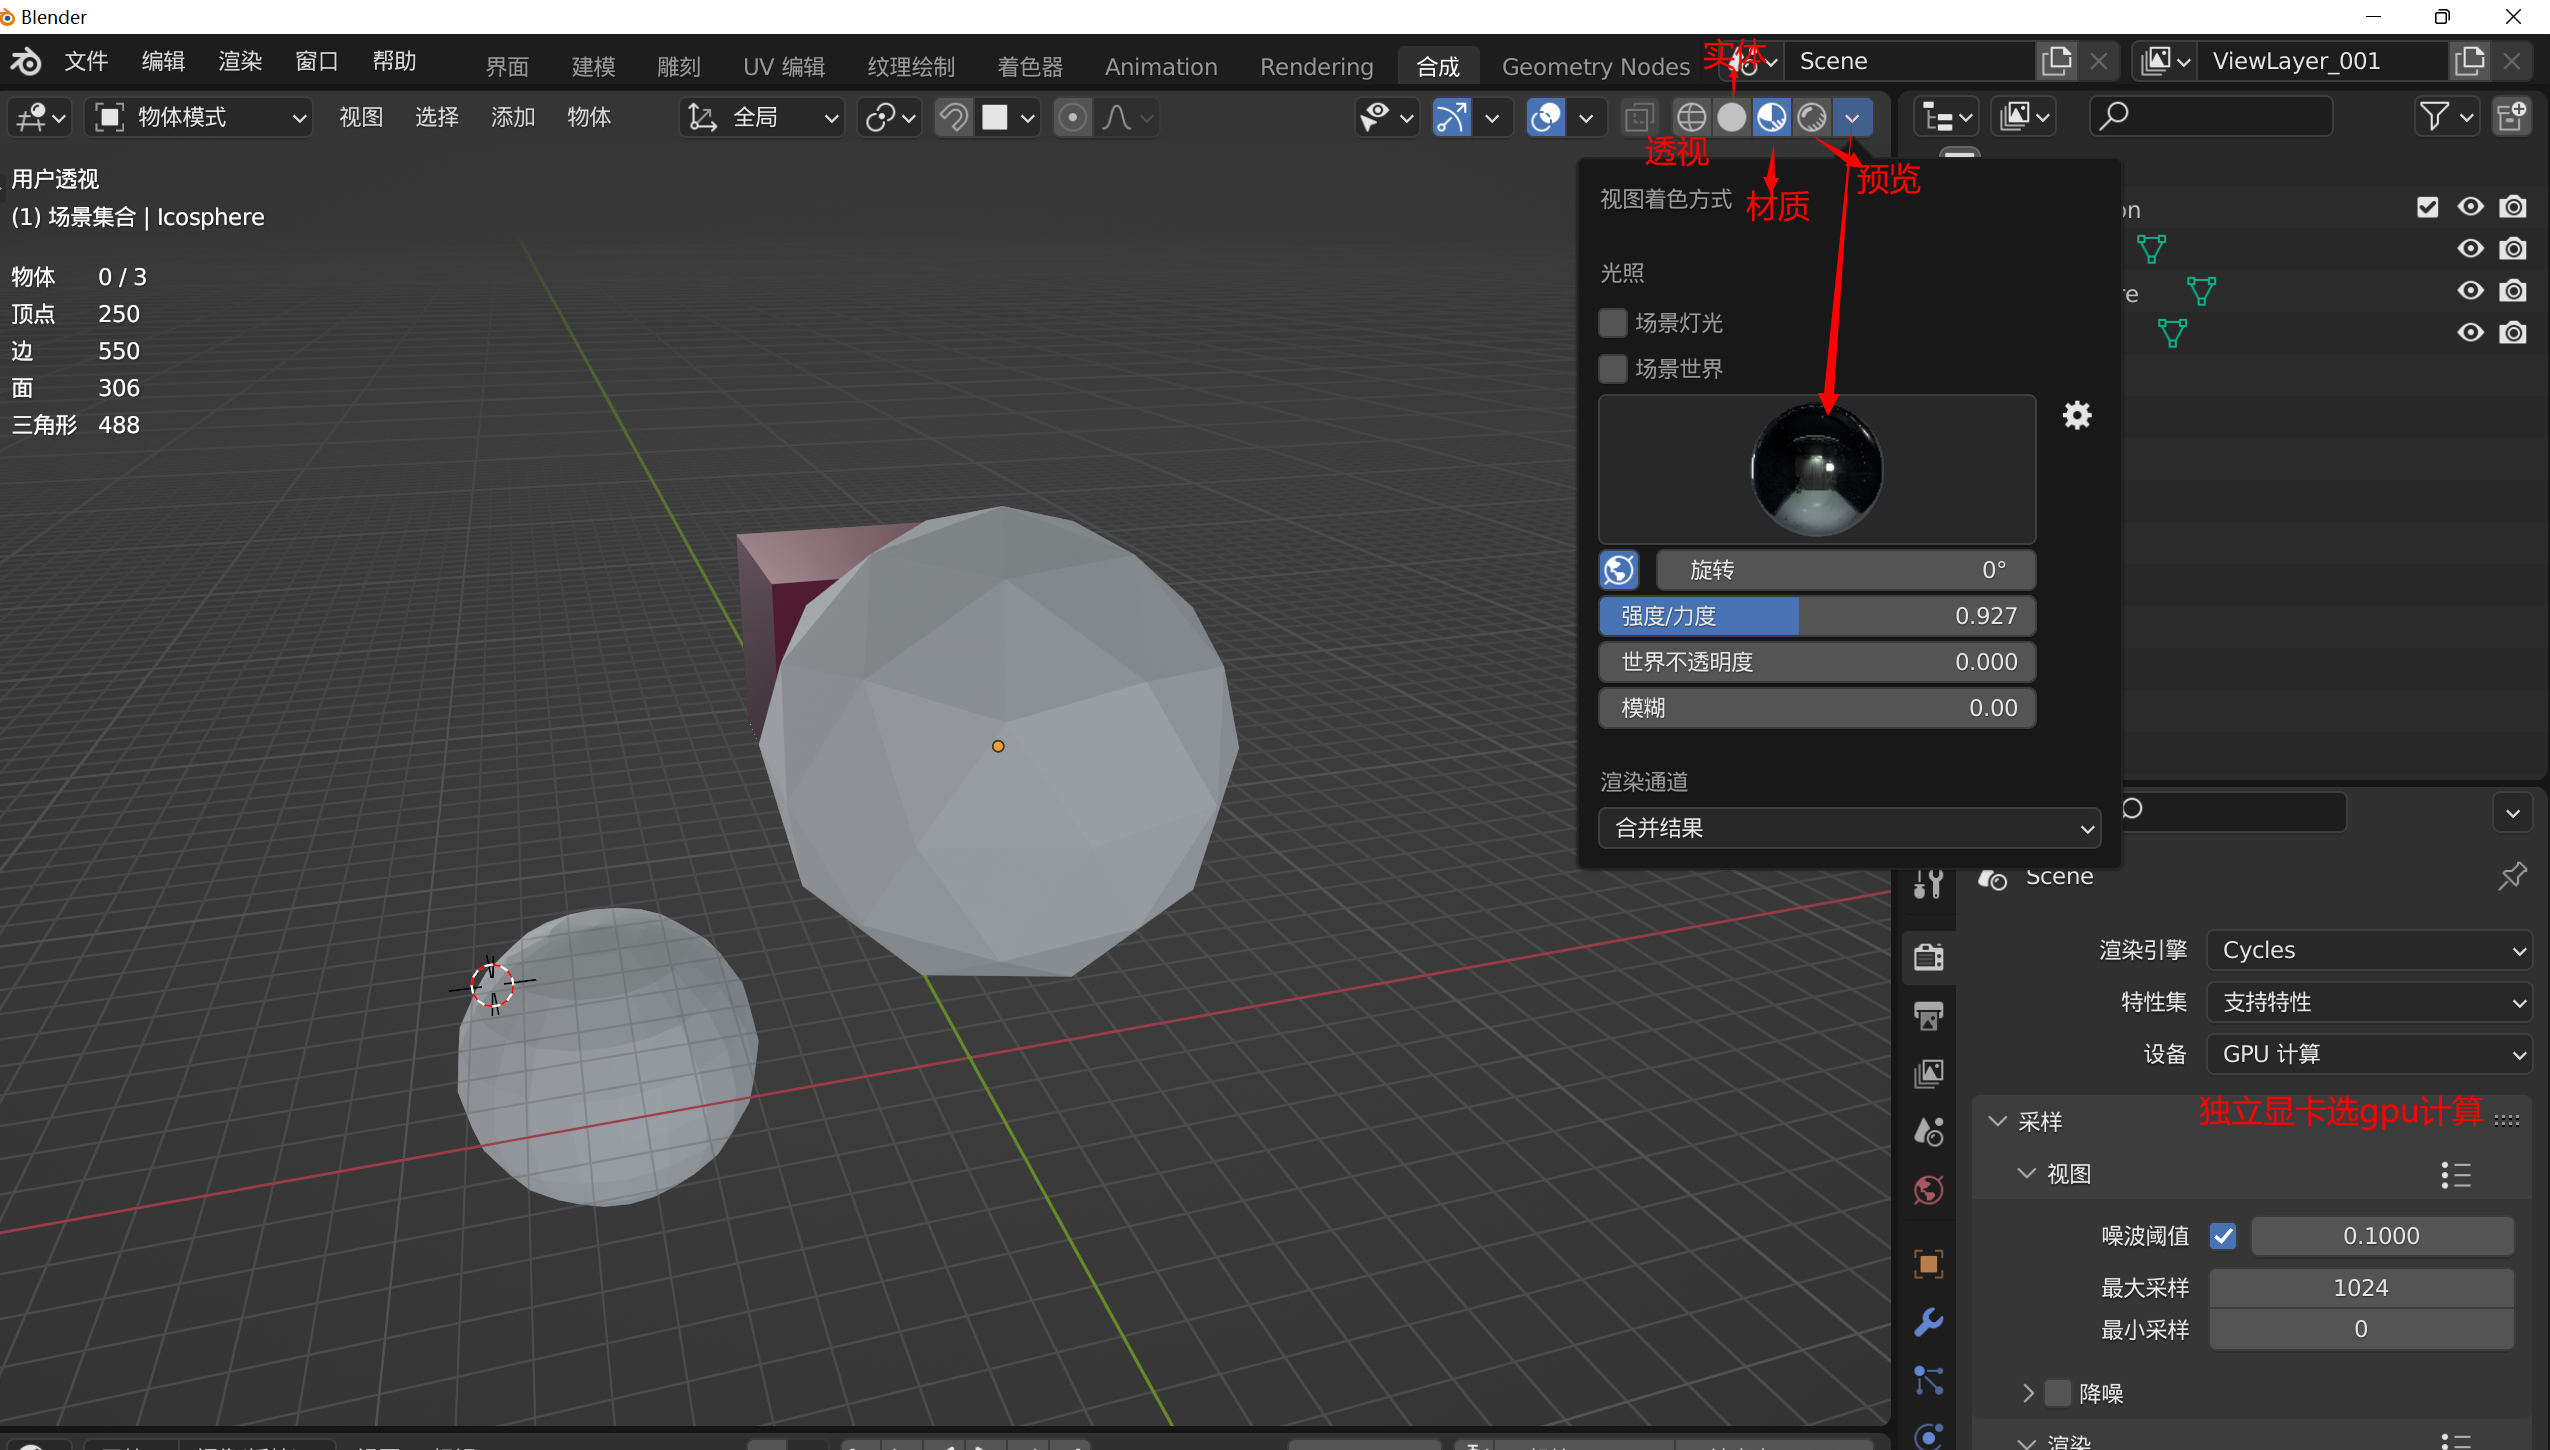 Blender
文件 编辑 渲染 窗口 帮助 界面 建模 雕刻 UV 编辑 纹理绘制 着色器 Animation Rendering 合成 Geometry Nodes 实体 Scene ViewLayer_001
物体模式 视图 选择 添加 物体 全局
透视
材质
预览
用户透视
(1) 场景集合 | Icosphere
物体 0 / 3
顶点 250
边 550
面 306
三角形 488
视图着色方式
光照
场景灯光
场景世界
旋转 0°
强度/力度 0.927
世界不透明度 0.000
模糊 0.00
渲染通道
合并结果
Scene
渲染引擎 Cycles
特性集 支持特性
设备 GPU 计算
独立显卡选gpu计算
采样
视图
噪波阈值 0.1000
最大采样 1024
最小采样 0
降噪
渲染